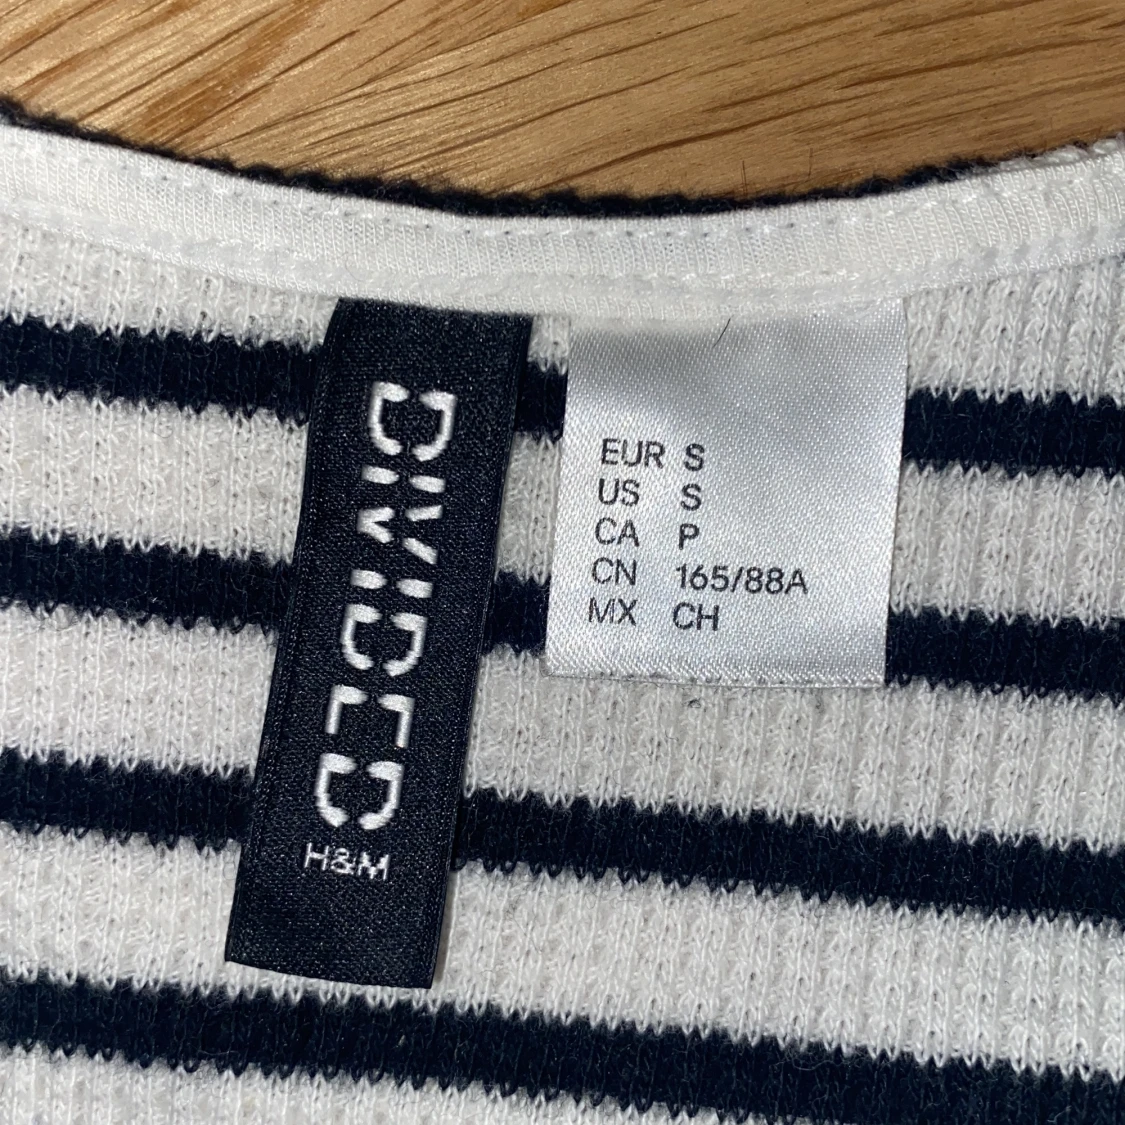 DIVIDED
H&M
EUR S
US S
CA P
CN 165/88A
MX CH